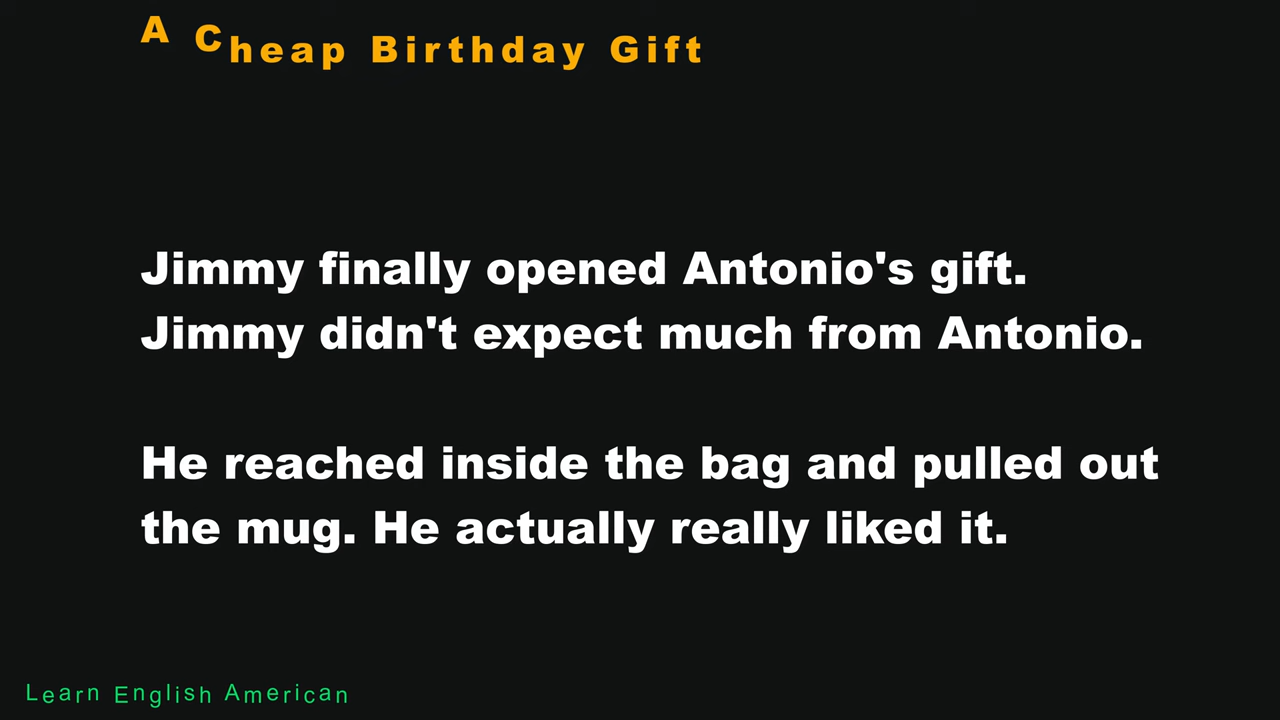 A Cheap Birthday Gift
Jimmy finally opened Antonio's gift.
Jimmy didn't expect much from Antonio.
He reached inside the bag and pulled out
the mug. He actually really liked it.
Learn English American